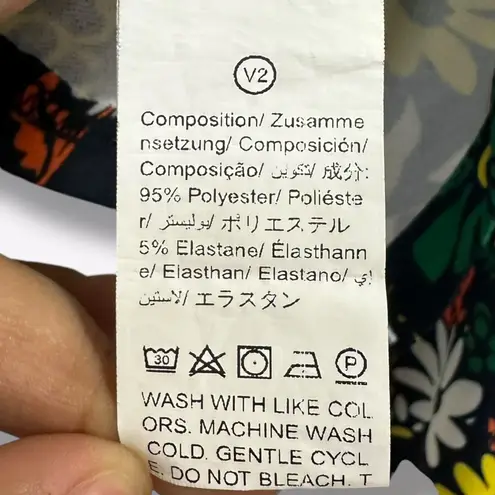 V2
Composition/ Zusamme
nsetzung/ Composición/
Composição/ تكوين/ 成分:
95% Polyester/ Poliéste
r/ بوليستر/ ポリエステル
5% Elastane/ Élasthann
e/ Elasthan/ Elastano/ إي
لاستين/ エラスタン
30 P
WASH WITH LIKE COL
ORS. MACHINE WASH
COLD. GENTLE CYCL
E. DO NOT BLEACH. T